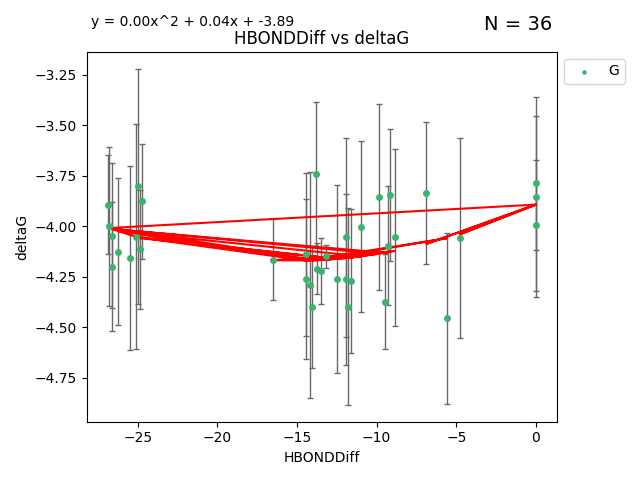 y = 0.00x^2 + 0.04x + -3.89
N = 36
HBONDDiff vs deltaG
G
deltaG
−3.25
−3.50
−3.75
−4.00
−4.25
−4.50
−4.75
−25
−20
−15
−10
−5
0
HBONDDiff